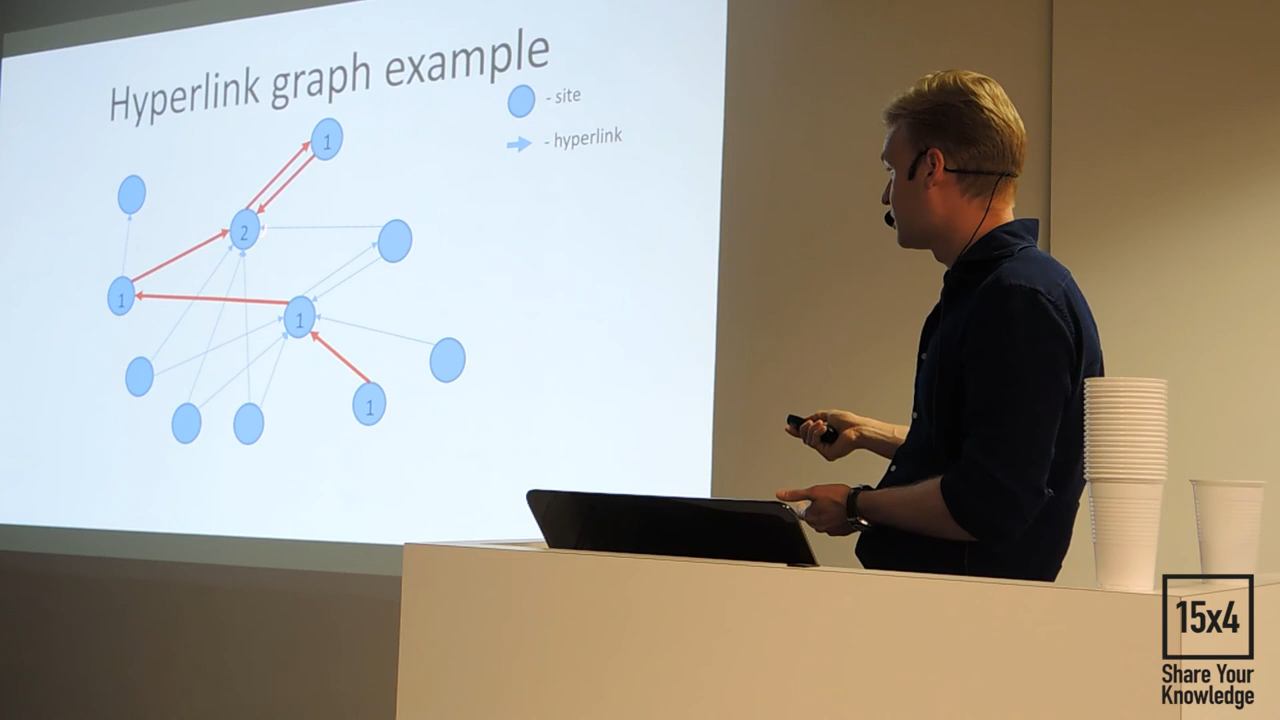 Hyperlink graph example
- site
- hyperlink
1
2
1
1
1
15x4
Share Your
Knowledge